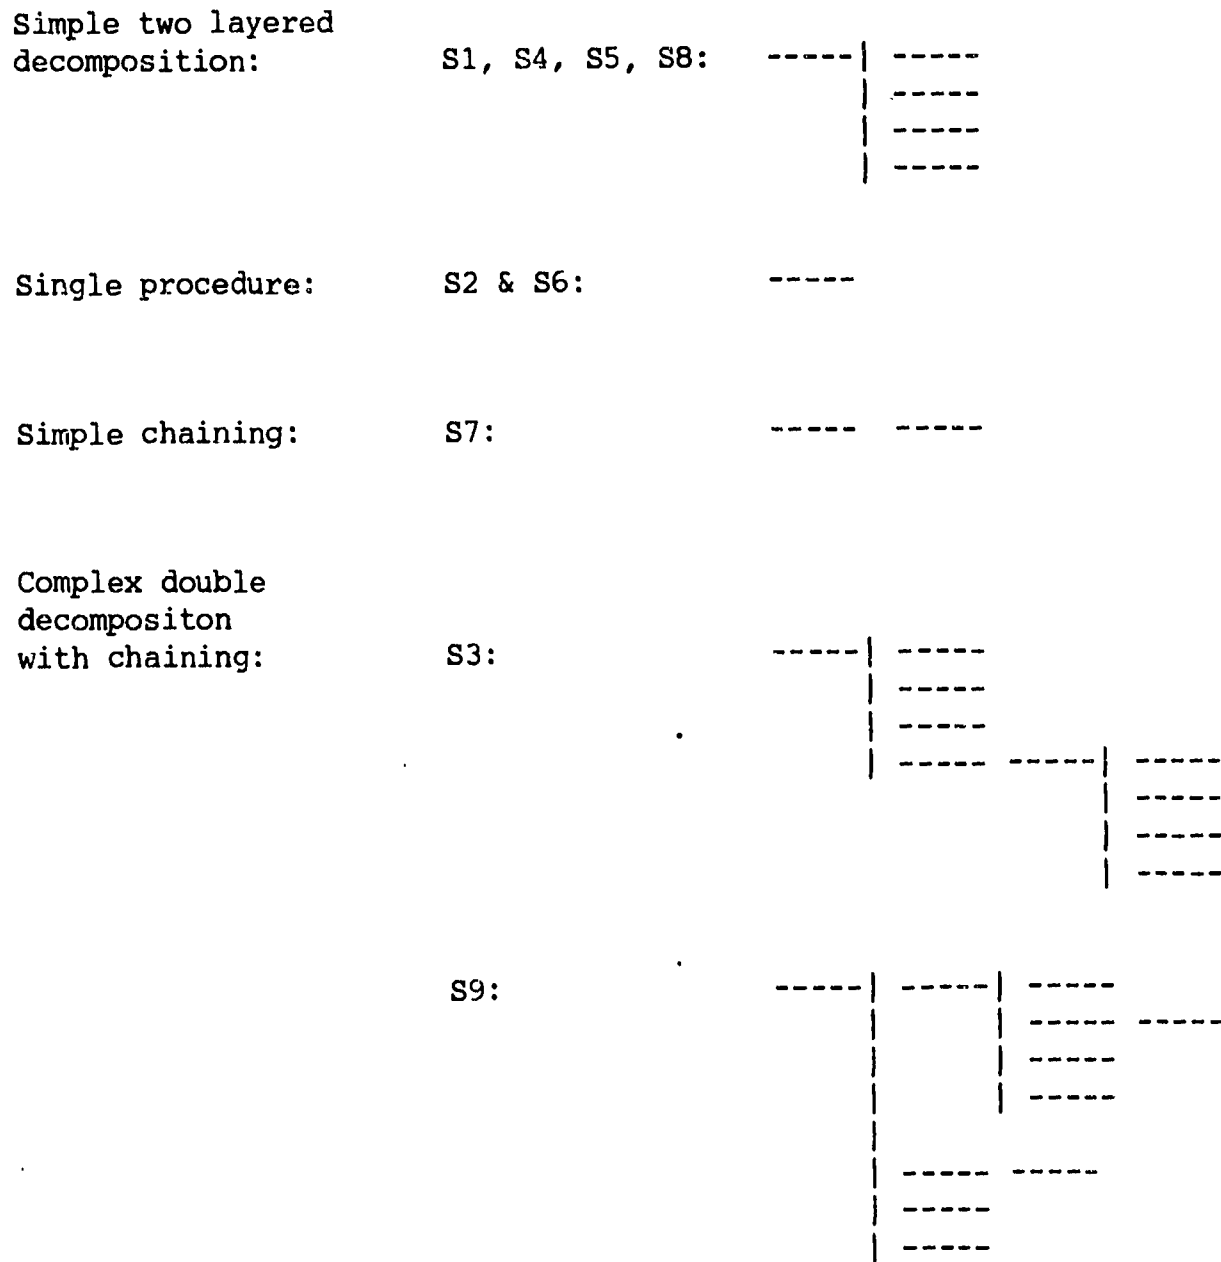 Simple two layered
decomposition: S1, S4, S5, S8: -----| -----
| -----
| -----
| -----
Single procedure: S2 & S6: -----
Simple chaining: S7: ----- -----
Complex double
decompositon
with chaining: S3: -----| -----
| -----
| -----
| ----- -----| -----
| -----
| -----
| -----
S9: -----| -----| -----
| | ----- -----
| | -----
| | -----
|
| ----- -----
| -----
| -----